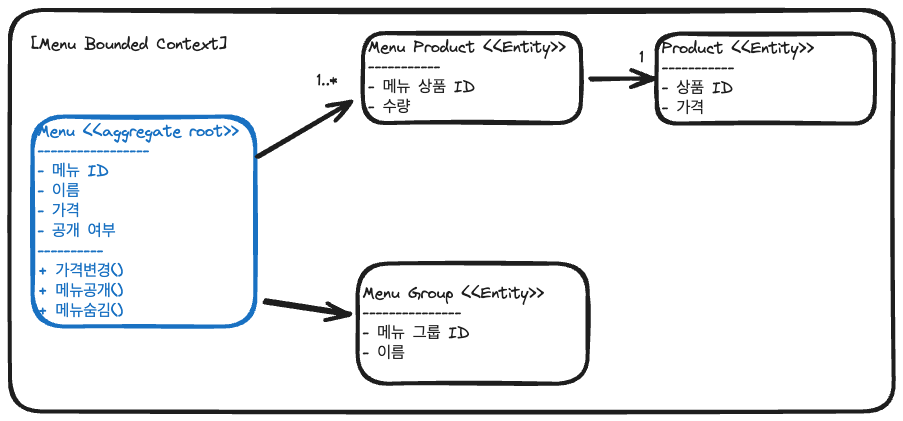 [Menu Bounded Context]
Menu Product <<Entity>>
-----------
- 메뉴 상품 ID
- 수량
Product <<Entity>>
-----------
- 상품 ID
- 가격
1..*
1
Menu <<aggregate root>>
-----------------
- 메뉴 ID
- 이름
- 가격
- 공개 여부
----------
+ 가격변경()
+ 메뉴공개()
+ 메뉴숨김()
Menu Group <<Entity>>
---------------
- 메뉴 그룹 ID
- 이름